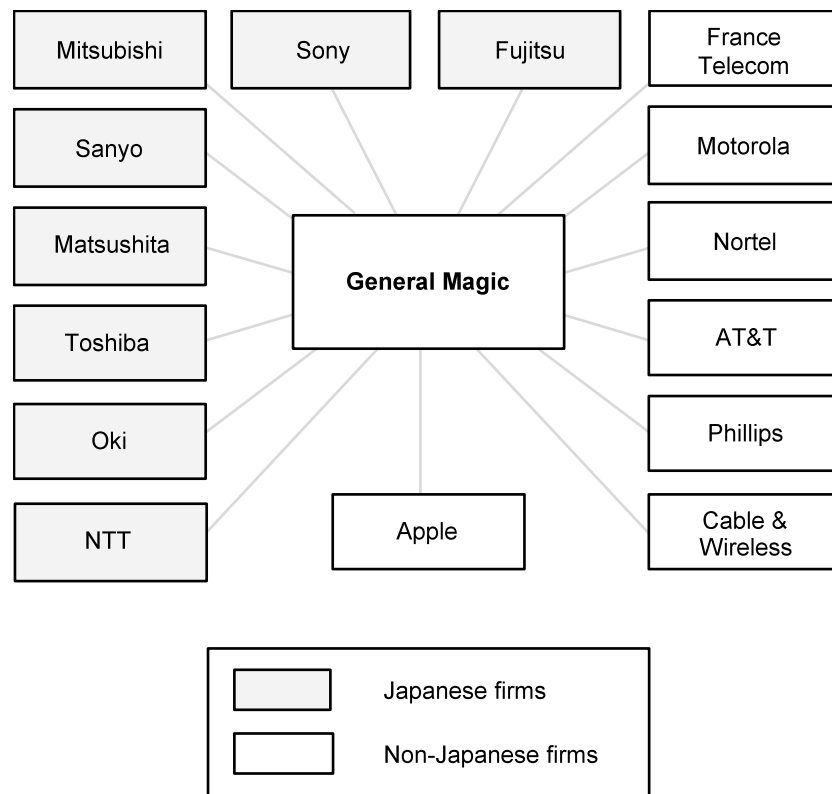 Mitsubishi
Sony
Fujitsu
France
Telecom
Sanyo
Motorola
Matsushita
Nortel
General Magic
Toshiba
AT&T
Oki
Phillips
NTT
Apple
Cable &
Wireless
Japanese firms
Non-Japanese firms